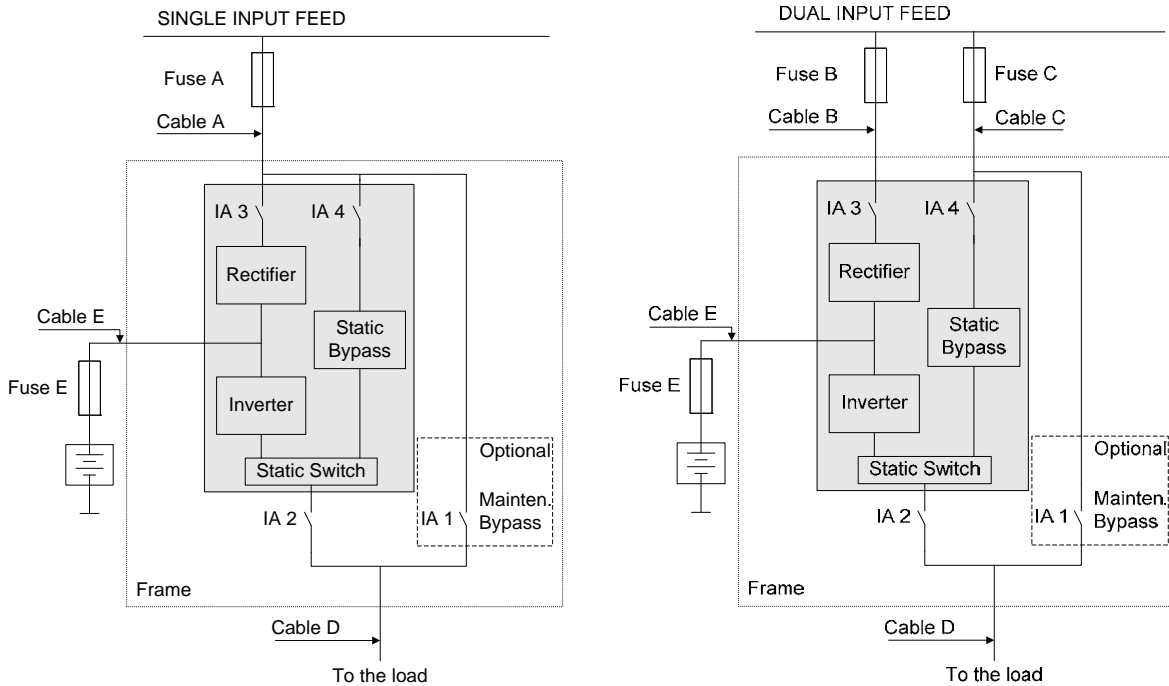 SINGLE INPUT FEED
Fuse A
Cable A
IA 3
IA 4
Rectifier
Cable E
Static
Bypass
Fuse E
Inverter
Optional
Static Switch
Mainten.
Bypass
IA 2
IA 1
Frame
Cable D
To the load
DUAL INPUT FEED
Fuse B
Fuse C
Cable B
Cable C
IA 3
IA 4
Rectifier
Cable E
Static
Bypass
Fuse E
Inverter
Optional
Static Switch
Mainten.
Bypass
IA 2
IA 1
Frame
Cable D
To the load